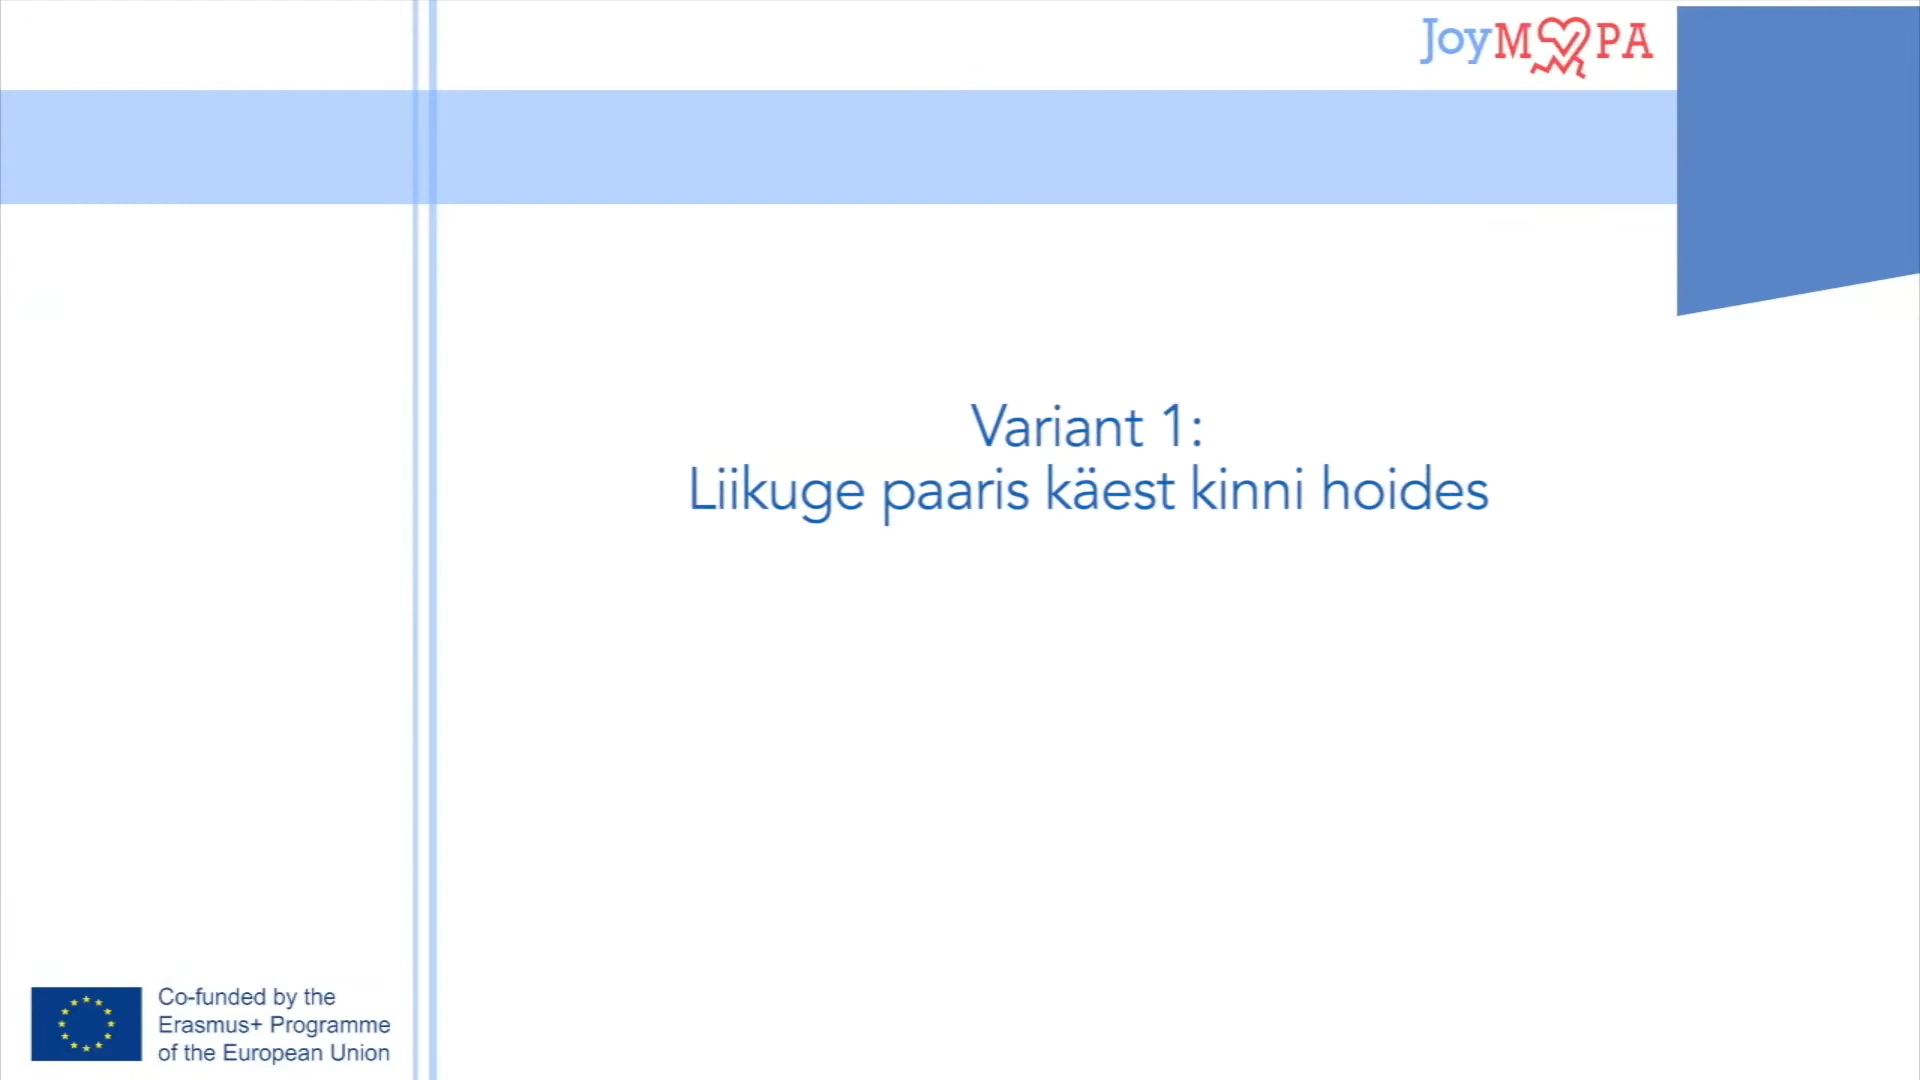 JoyMOPA
Variant 1:
Liikuge paaris käest kinni hoides
Co-funded by the
Erasmus+ Programme
of the European Union